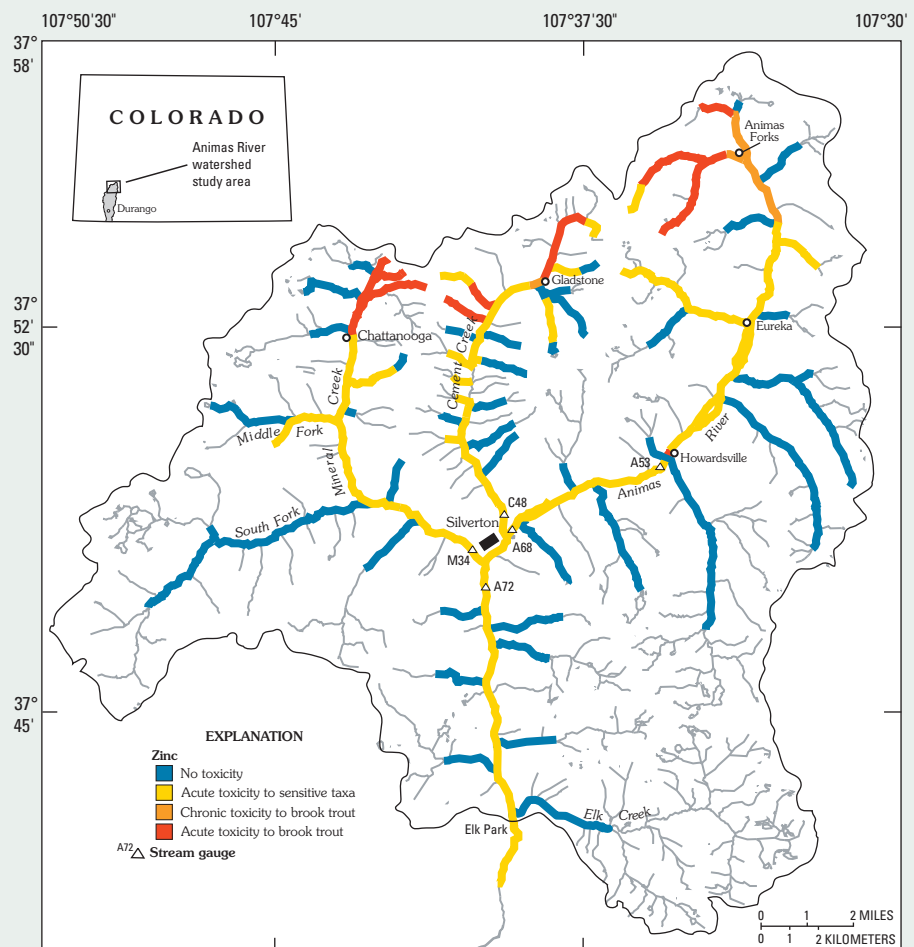 107°50'30"
107°45'
107°37'30"
107°30'
37°
58'
COLORADO
Animas River
watershed
study area
Durango
Animas
Forks
Gladstone
37°
52'
30"
Chattanooga
Eureka
Cement Creek
Mineral Creek
Middle Fork
River
Howardsville
A53
Animas
C48
South Fork
Silverton
A68
M34
A72
37°
45'
EXPLANATION
Zinc
No toxicity
Acute toxicity to sensitive taxa
Chronic toxicity to brook trout
Acute toxicity to brook trout
A72 Stream gauge
Elk Creek
Elk Park
0 1 2 MILES
0 1 2 KILOMETERS